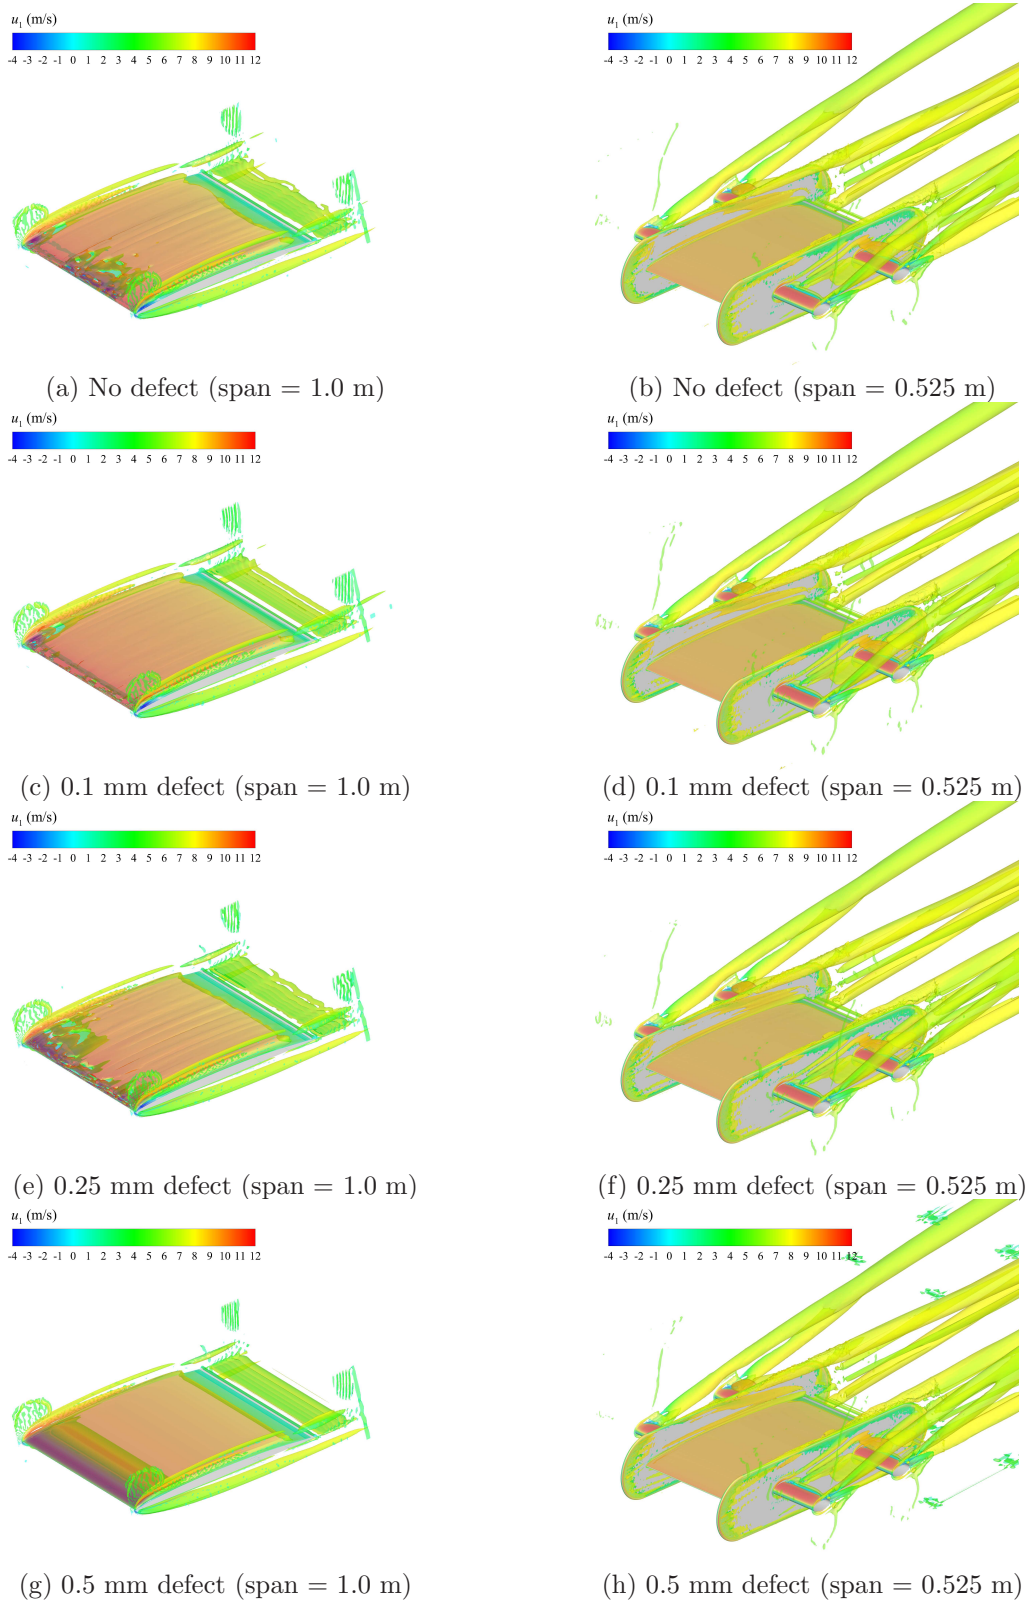 u₁ (m/s) u₁ (m/s)
-4 -3 -2 -1 0 1 2 3 4 5 6 7 8 9 10 11 12 -4 -3 -2 -1 0 1 2 3 4 5 6 7 8 9 10 11 12
(a) No defect (span = 1.0 m) (b) No defect (span = 0.525 m)
u₁ (m/s) u₁ (m/s)
-4 -3 -2 -1 0 1 2 3 4 5 6 7 8 9 10 11 12 -4 -3 -2 -1 0 1 2 3 4 5 6 7 8 9 10 11 12
(c) 0.1 mm defect (span = 1.0 m) (d) 0.1 mm defect (span = 0.525 m)
u₁ (m/s) u₁ (m/s)
-4 -3 -2 -1 0 1 2 3 4 5 6 7 8 9 10 11 12 -4 -3 -2 -1 0 1 2 3 4 5 6 7 8 9 10 11 12
(e) 0.25 mm defect (span = 1.0 m) (f) 0.25 mm defect (span = 0.525 m)
u₁ (m/s) u₁ (m/s)
-4 -3 -2 -1 0 1 2 3 4 5 6 7 8 9 10 11 12 -4 -3 -2 -1 0 1 2 3 4 5 6 7 8 9 10 11 12
(g) 0.5 mm defect (span = 1.0 m) (h) 0.5 mm defect (span = 0.525 m)